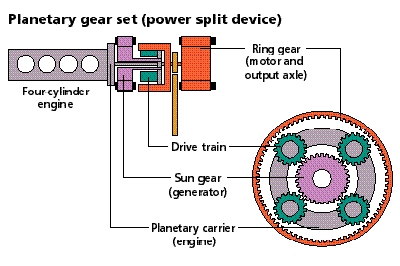 Planetary gear set (power split device)
Ring gear
(motor and
output axle)
Four-cylinder
engine
Drive train
Sun gear
(generator)
Planetary carrier
(engine)